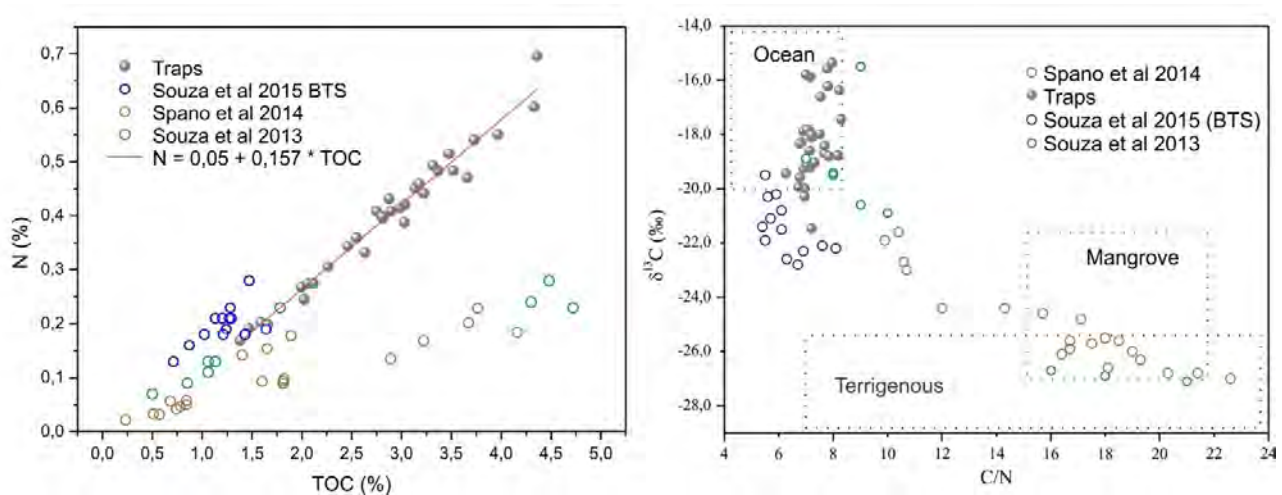 0,7
0,6
0,5
0,4
0,3
0,2
0,1
0,0
N (%)
Traps
Souza et al 2015 BTS
Spano et al 2014
Souza et al 2013
N = 0,05 + 0,157 * TOC
0,0 0,5 1,0 1,5 2,0 2,5 3,0 3,5 4,0 4,5 5,0
TOC (%)
-14,0
-16,0
-18,0
-20,0
-22,0
-24,0
-26,0
-28,0
δ¹³C (‰)
Ocean
Spano et al 2014
Traps
Souza et al 2015 (BTS)
Souza et al 2013
Mangrove
Terrigenous
4 6 8 10 12 14 16 18 20 22 24
C/N